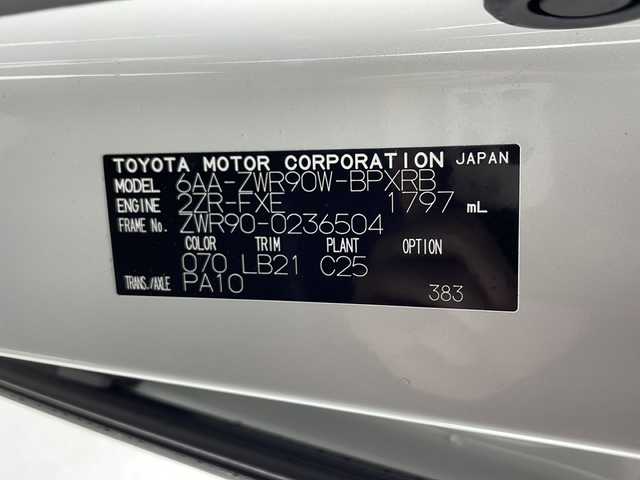 TOYOTA MOTOR CORPORATION JAPAN
MODEL 6AA-ZWR90W-BPXRB
ENGINE 2ZR-FXE 1797 mL
FRAME No. ZWR90-0236504
COLOR TRIM PLANT OPTION
070 LB21 C25
TRANS./AXLE PA10
383